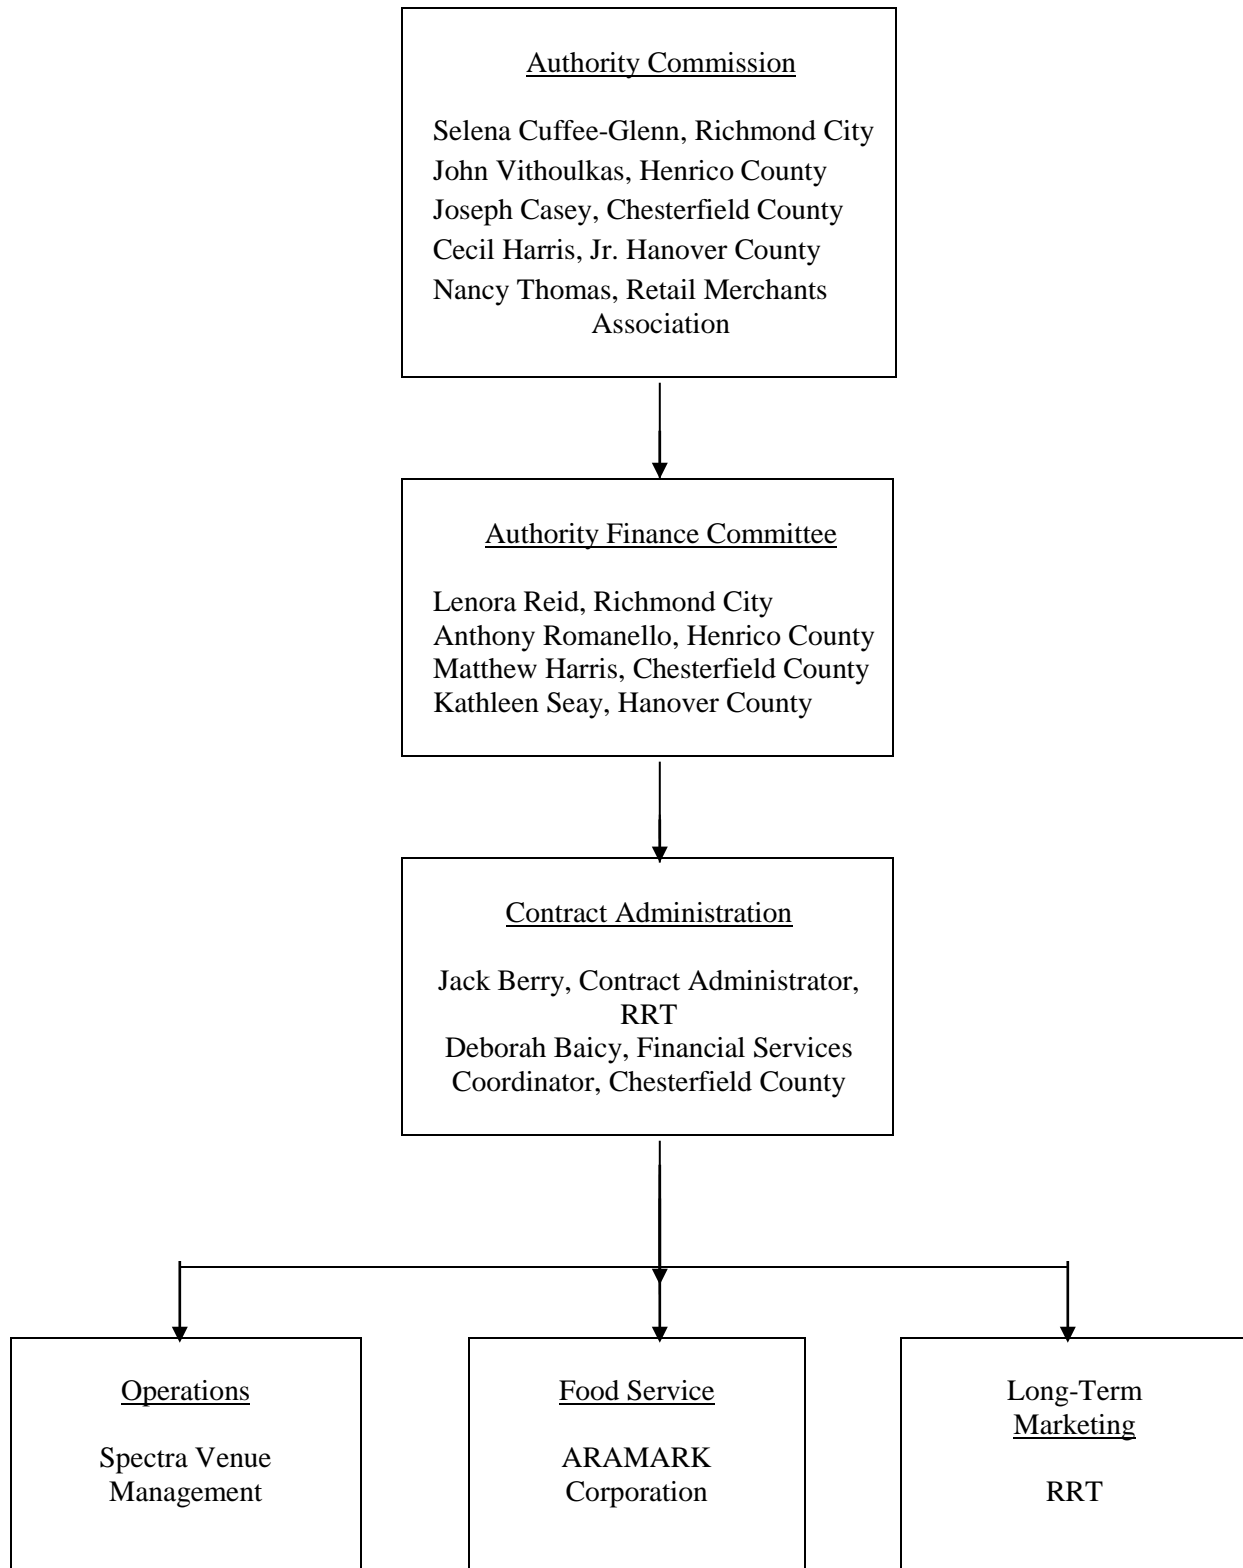 Authority Commission
Selena Cuffee-Glenn, Richmond City
John Vithoulkas, Henrico County
Joseph Casey, Chesterfield County
Cecil Harris, Jr. Hanover County
Nancy Thomas, Retail Merchants
Association
Authority Finance Committee
Lenora Reid, Richmond City
Anthony Romanello, Henrico County
Matthew Harris, Chesterfield County
Kathleen Seay, Hanover County
Contract Administration
Jack Berry, Contract Administrator,
RRT
Deborah Baicy, Financial Services
Coordinator, Chesterfield County
Operations
Spectra Venue
Management
Food Service
ARAMARK
Corporation
Long-Term
Marketing
RRT